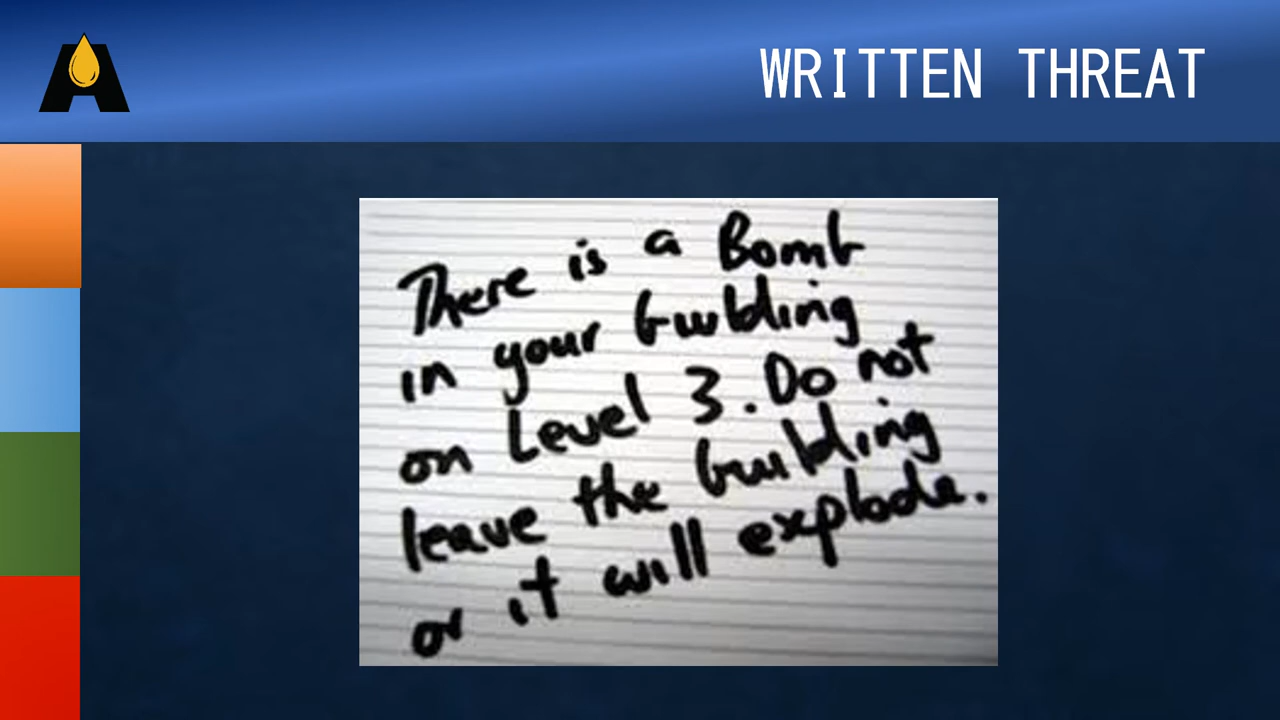 WRITTEN THREAT
There is a Bomb
in your building
on Level 3. Do not
leave the building
or it will explode.